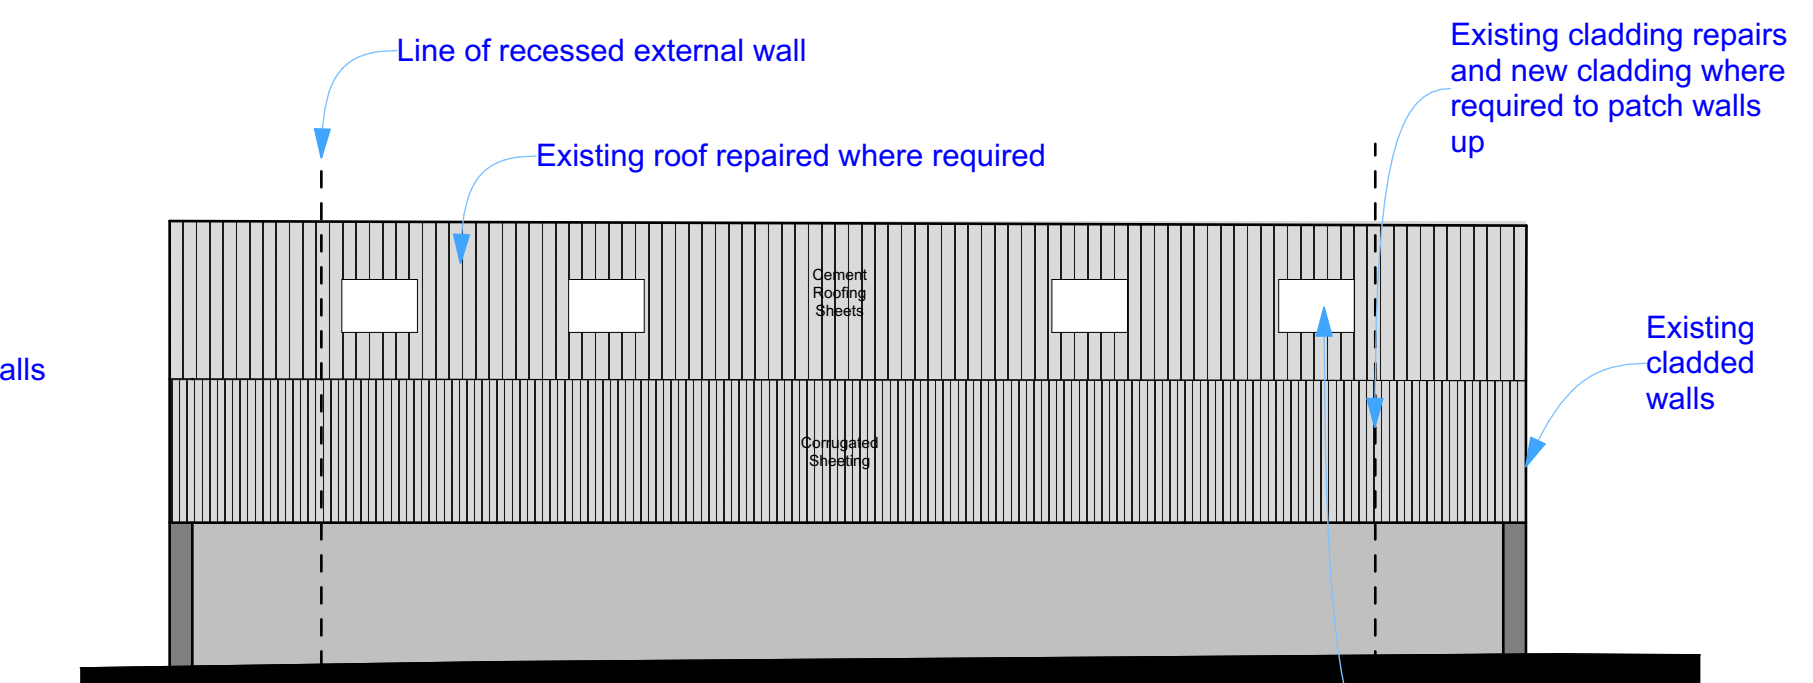 Line of recessed external wall
Existing cladding repairs
and new cladding where
required to patch walls
up
Existing roof repaired where required
Cement
Roofing
Sheets
Existing
cladded
walls
alls
Corrugated
Sheeting